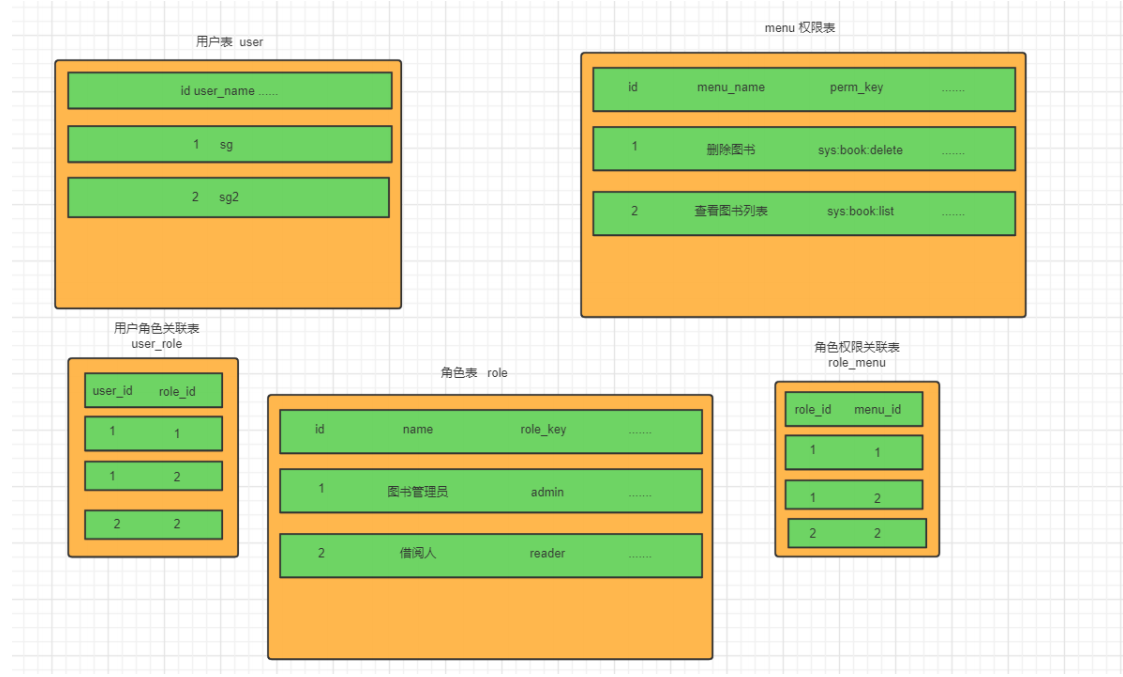 用户表 user
id user_name ......
1 sg
2 sg2
menu 权限表
id menu_name perm_key .......
1 删除图书 sys:book:delete .......
2 查看图书列表 sys:book:list .......
用户角色关联表
user_role
user_id role_id
1 1
1 2
2 2
角色表 role
id name role_key .......
1 图书管理员 admin .......
2 借阅人 reader .......
角色权限关联表
role_menu
role_id menu_id
1 1
1 2
2 2